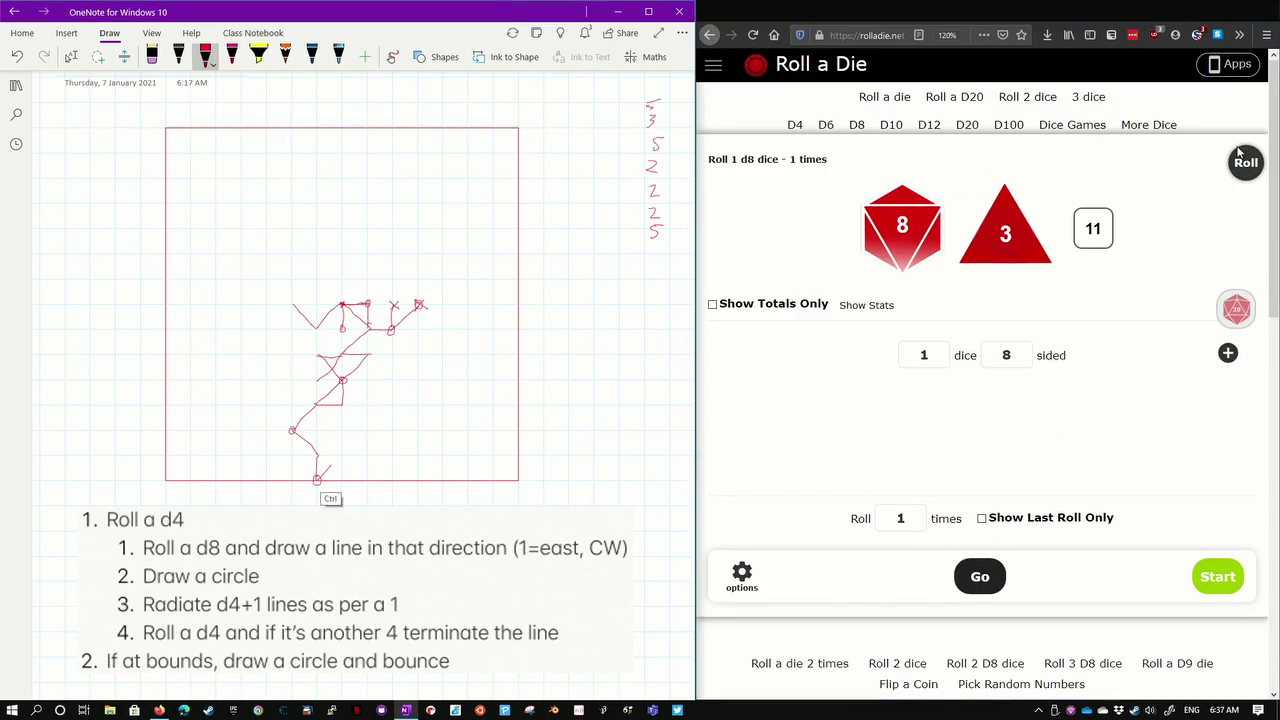 OneNote for Windows 10
Home Insert Draw View Help Class Notebook Share
Shapes Ink to Shape Ink to Text Maths
Thursday, 7 January 2021 6:17 AM
3
5
2
2
2
5
Ctrl
1. Roll a d4
1. Roll a d8 and draw a line in that direction (1=east, CW)
2. Draw a circle
3. Radiate d4+1 lines as per a 1
4. Roll a d4 and if it's another 4 terminate the line
2. If at bounds, draw a circle and bounce
https://rolladie.net 120%
Roll a Die
Apps
Roll a die Roll a D20 Roll 2 dice 3 dice
D4 D6 D8 D10 D12 D20 D100 Dice Games More Dice
Roll 1 d8 dice - 1 times
Roll
8 3 11
Show Totals Only Show Stats
20
1 dice 8 sided
Roll 1 times Show Last Roll Only
options Go Start
Roll a die 2 times Roll 2 dice Roll 2 D8 dice Roll 3 D8 dice Roll a D9 die
Flip a Coin Pick Random Numbers
6:37 AM